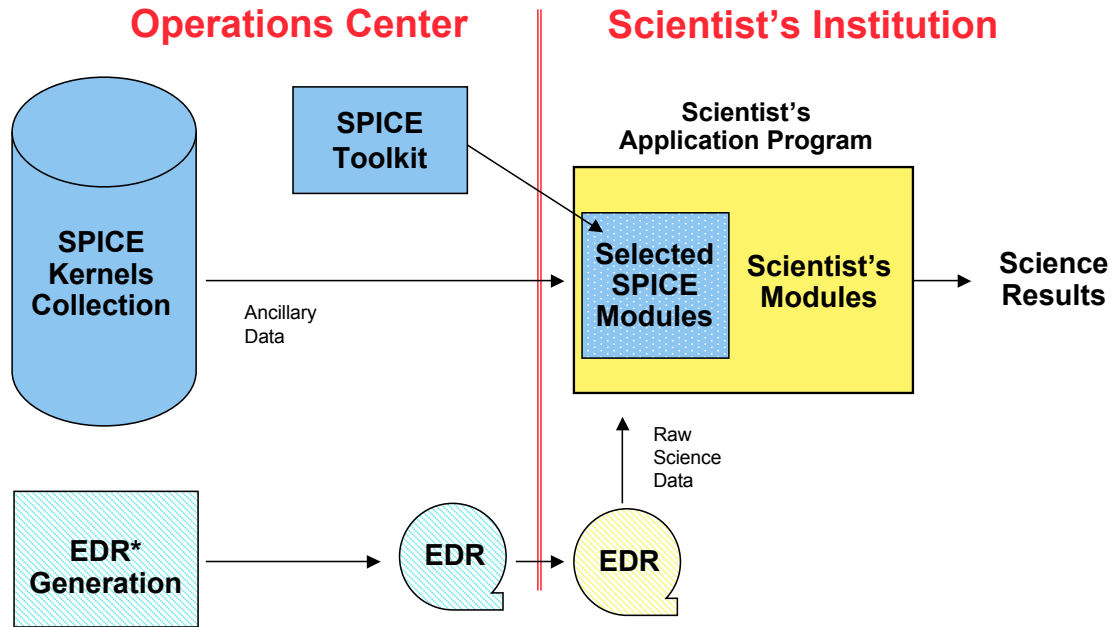 Operations Center
Scientist's Institution
SPICE
Toolkit
Scientist's
Application Program
SPICE
Kernels
Collection
Ancillary
Data
Selected
SPICE
Modules
Scientist's
Modules
Science
Results
Raw
Science
Data
EDR*
Generation
EDR
EDR